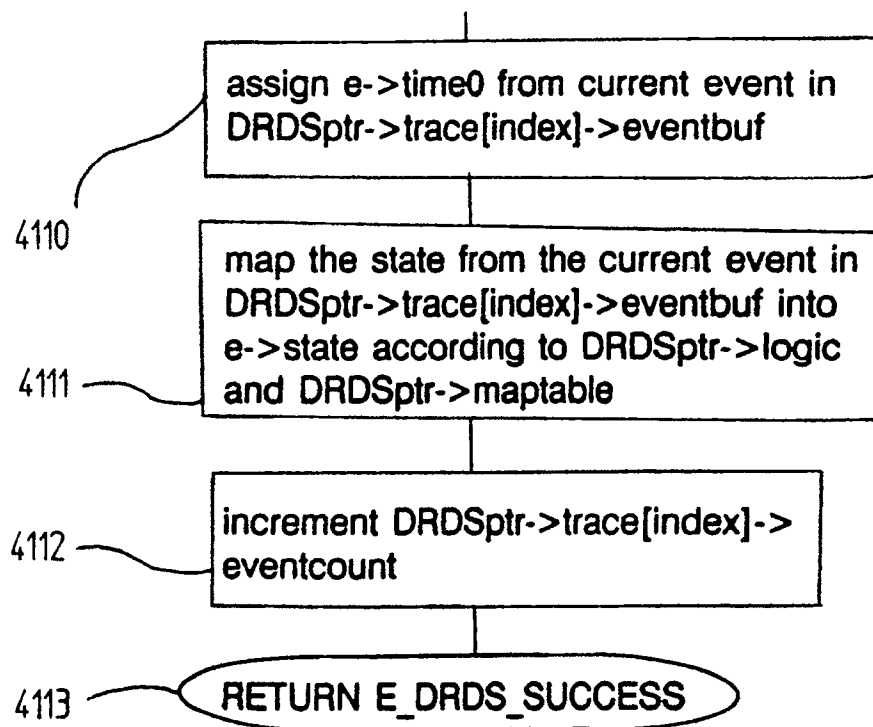 assign e->time0 from current event in
DRDSptr->trace[index]->eventbuf
4110
map the state from the current event in
DRDSptr->trace[index]->eventbuf into
e->state according to DRDSptr->logic
and DRDSptr->maptable
4111
increment DRDSptr->trace[index]->
eventcount
4112
RETURN E_DRDS_SUCCESS
4113